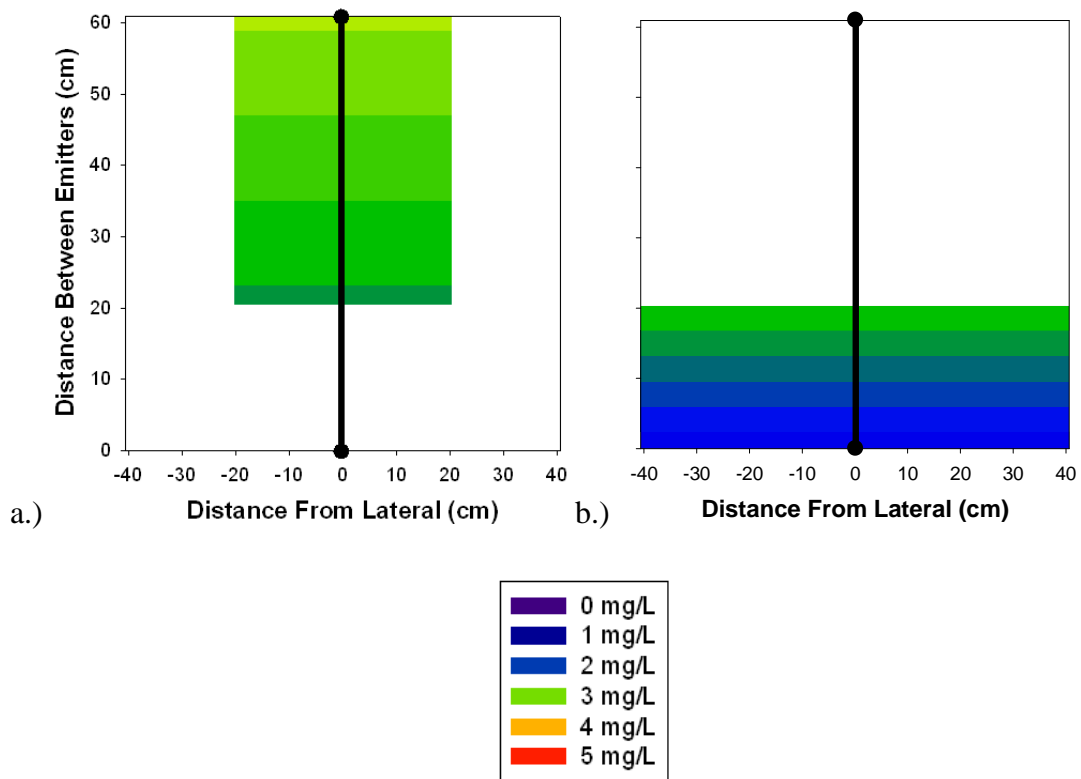 60
50
40
30
20
10
0
Distance Between Emitters (cm)
-40 -30 -20 -10 0 10 20 30 40
Distance From Lateral (cm)
a.)
-40 -30 -20 -10 0 10 20 30 40
Distance From Lateral (cm)
b.)
0 mg/L
1 mg/L
2 mg/L
3 mg/L
4 mg/L
5 mg/L